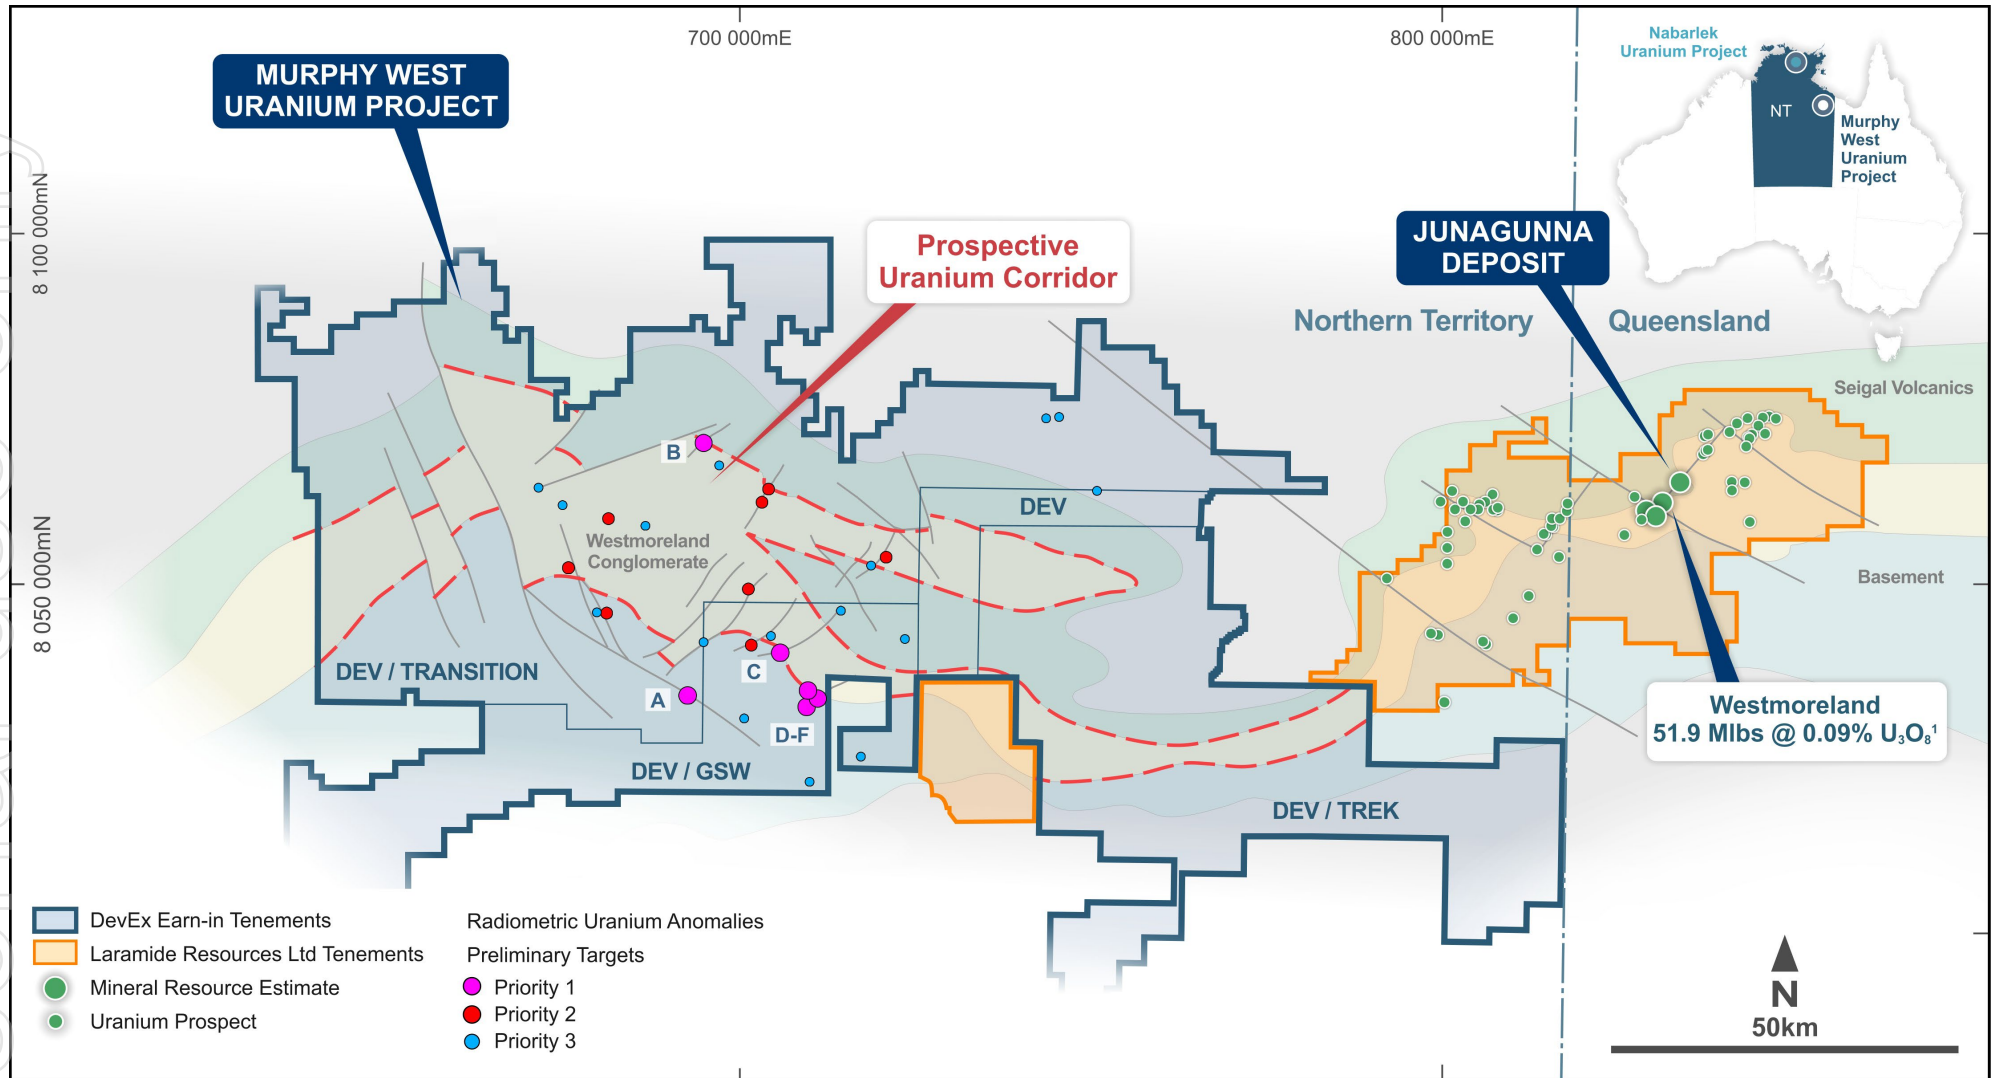 700 000mE
800 000mE
8 100 000mN
8 050 000mN
MURPHY WEST
URANIUM PROJECT
Prospective
Uranium Corridor
JUNAGUNNA
DEPOSIT
Nabarlek
Uranium Project
NT
Murphy
West
Uranium
Project
Northern Territory
Queensland
Seigal Volcanics
Basement
B
Westmoreland
Conglomerate
DEV
DEV / TRANSITION
C
A
D-F
DEV / GSW
DEV / TREK
Westmoreland
51.9 Mlbs @ 0.09% U₃O₈¹
DevEx Earn-in Tenements
Laramide Resources Ltd Tenements
Mineral Resource Estimate
Uranium Prospect
Radiometric Uranium Anomalies
Preliminary Targets
Priority 1
Priority 2
Priority 3
N
50km